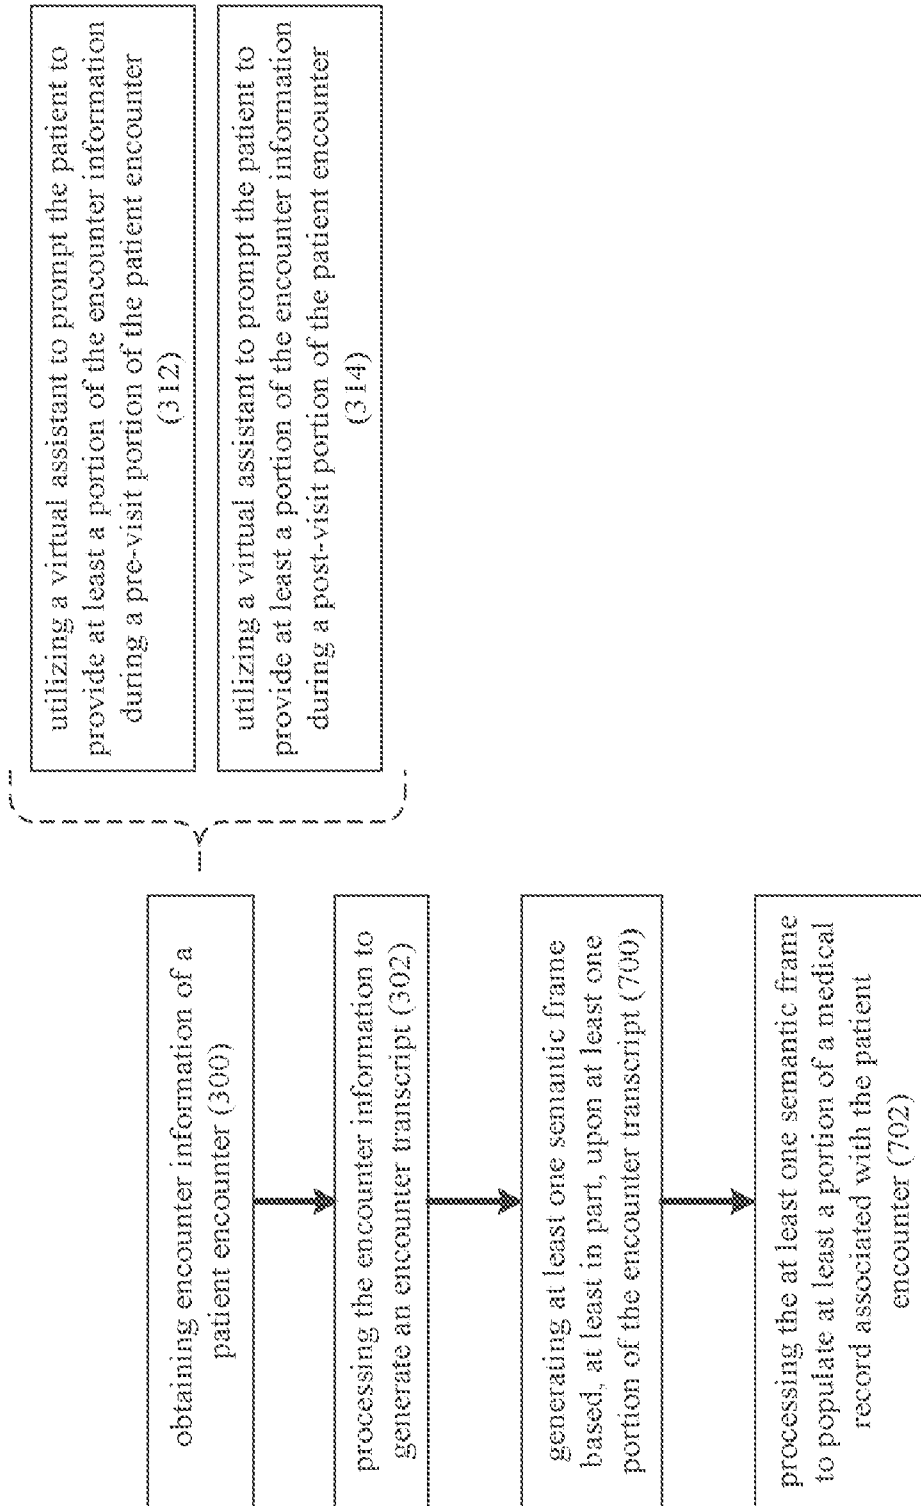 obtaining encounter information of a
patient encounter (300)
processing the encounter information to
generate an encounter transcript (302)
generating at least one semantic frame
based, at least in part, upon at least one
portion of the encounter transcript (700)
processing the at least one semantic frame
to populate at least a portion of a medical
record associated with the patient
encounter (702)
utilizing a virtual assistant to prompt the patient to
provide at least a portion of the encounter information
during a pre-visit portion of the patient encounter
(312)
utilizing a virtual assistant to prompt the patient to
provide at least a portion of the encounter information
during a post-visit portion of the patient encounter
(314)